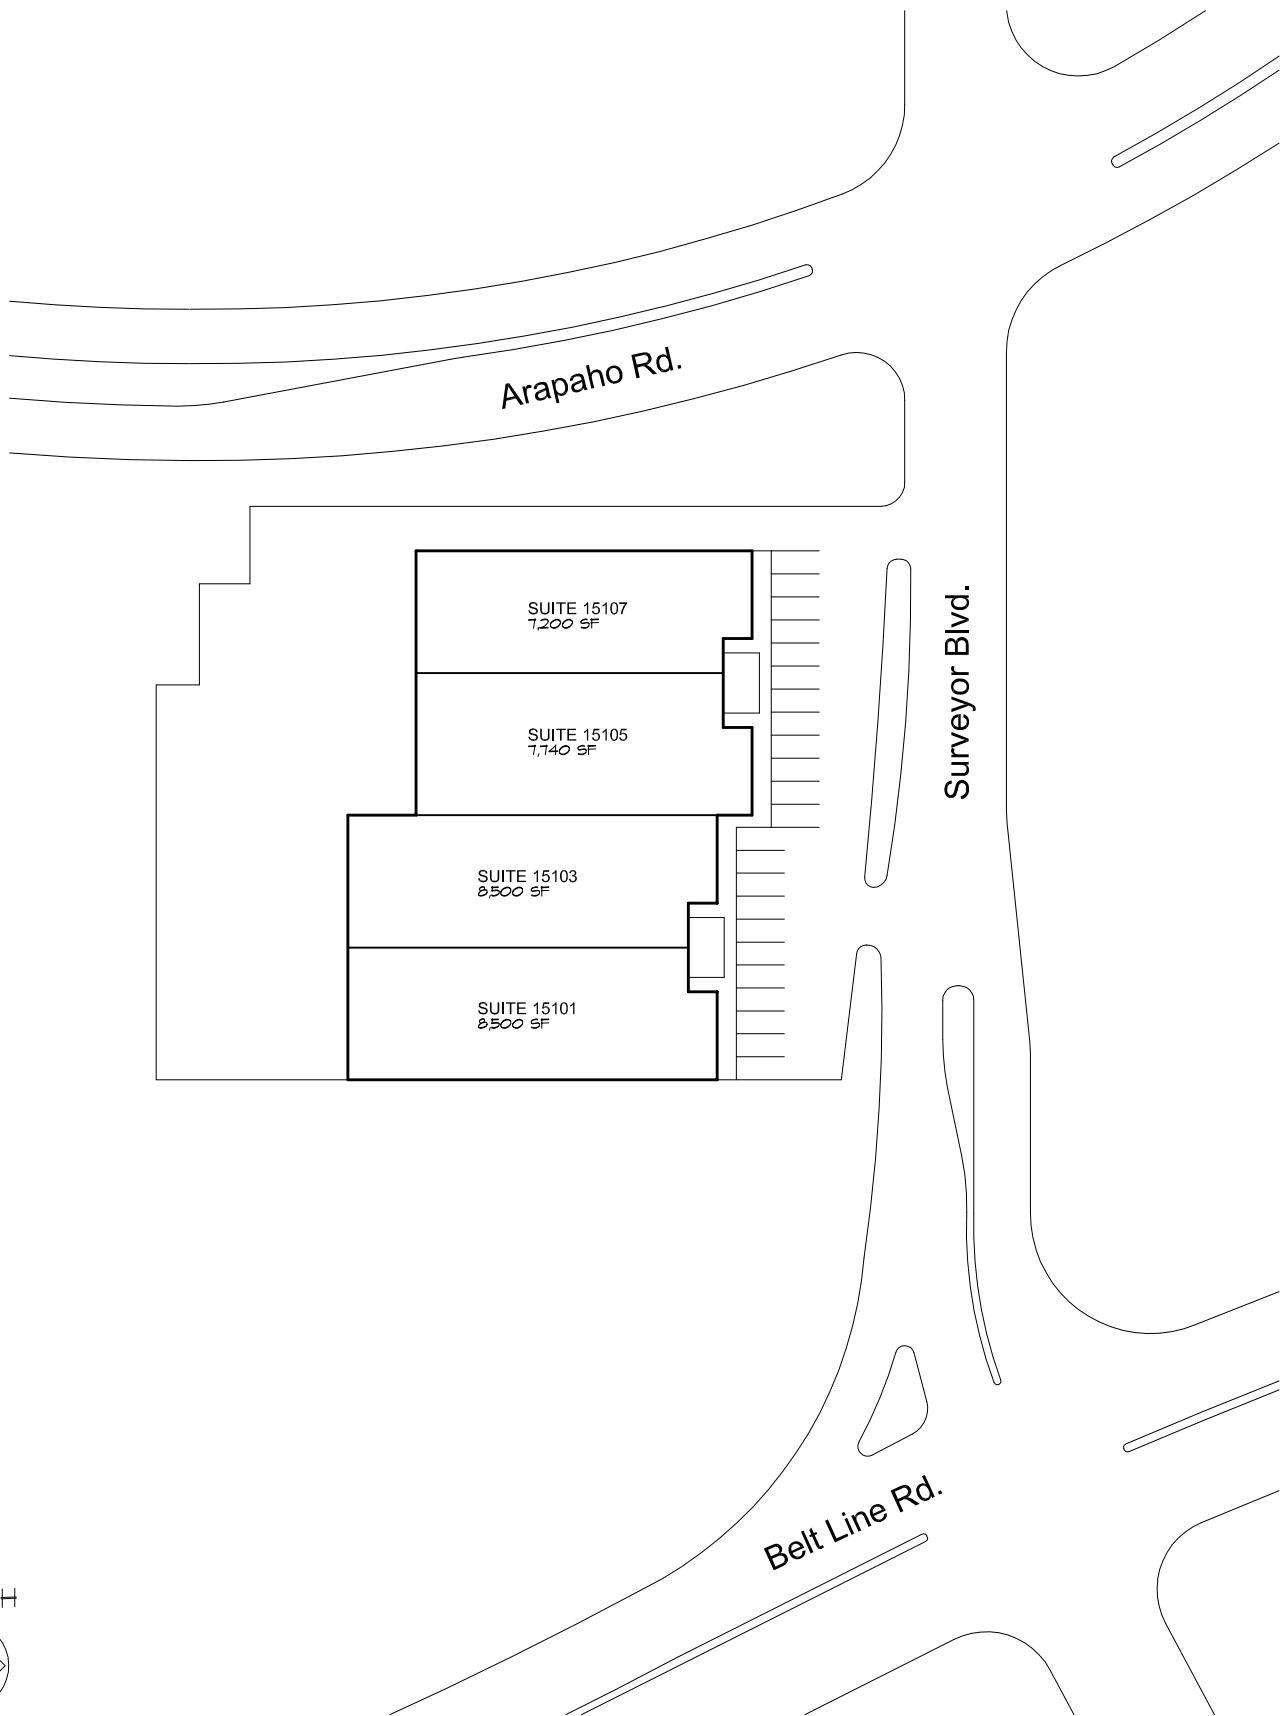 Arapaho Rd.
SUITE 15107
7,200 SF
Surveyor Blvd.
SUITE 15105
7,740 SF
SUITE 15103
8,500 SF
SUITE 15101
8,500 SF
Belt Line Rd.